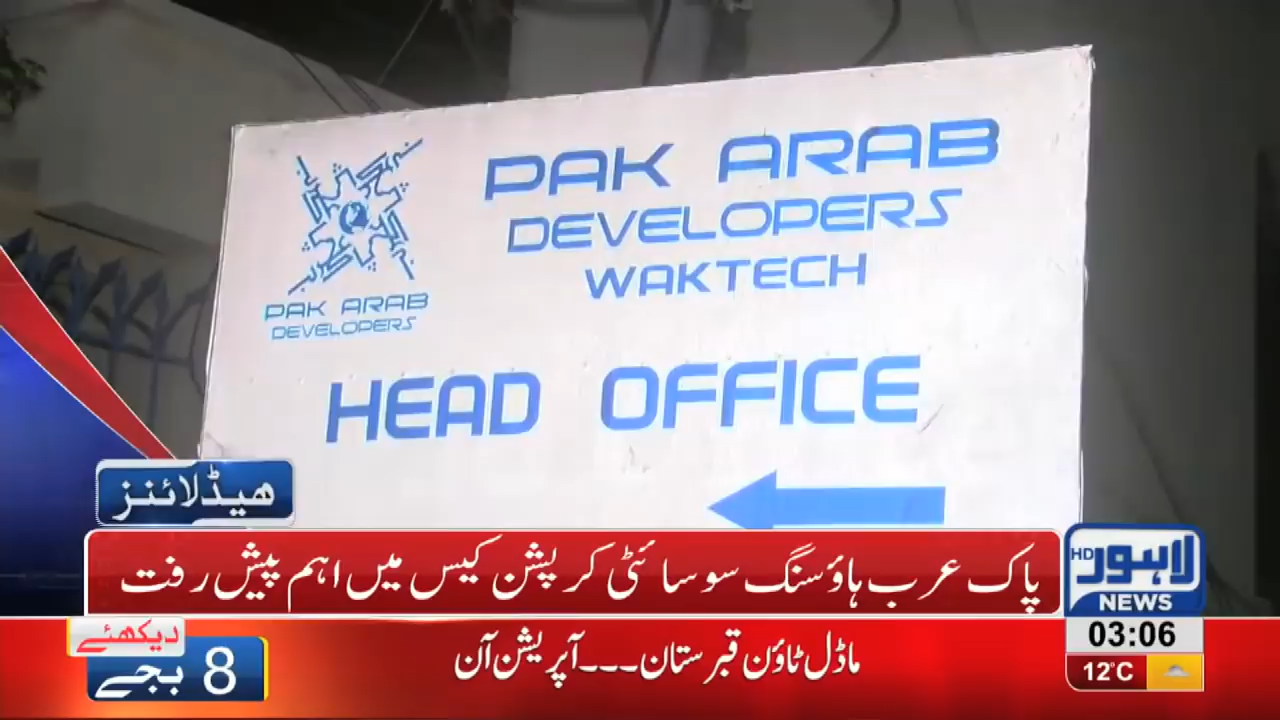 PAK ARAB
DEVELOPERS
WAKTECH
PAK ARAB
DEVELOPERS
HEAD OFFICE
ھیڈلائنز
پاک عرب ہاؤسنگ سوسائٹی کرپشن کیس میں اہم پیش رفت
HD لاہور
NEWS
03:06
12°C
دیکھئے
8 بجے
ماڈل ٹاؤن قبرستان۔۔۔آپریشن آن